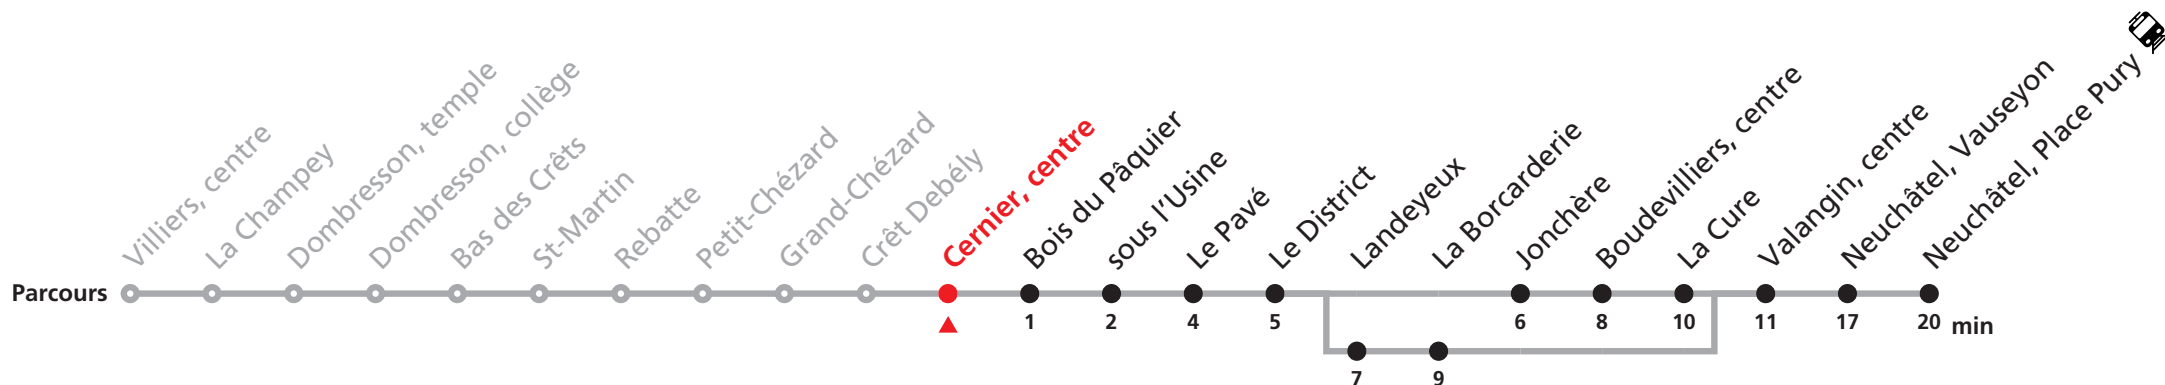 Villiers, centre
La Champey
Dombresson, temple
Dombresson, collège
Bas des Crêts
St-Martin
Rebatte
Petit-Chézard
Grand-Chézard
Crêt Debély
Cernier, centre
Bois du Pâquier
sous l'Usine
Le Pavé
Le District
Landeyeux
La Borcarderie
Jonchère
Boudevilliers, centre
La Cure
Valangin, centre
Neuchâtel, Vauseyon
Neuchâtel, Place Pury
Parcours
1 2 4 5 6 8 10 11 17 20 min
7 9